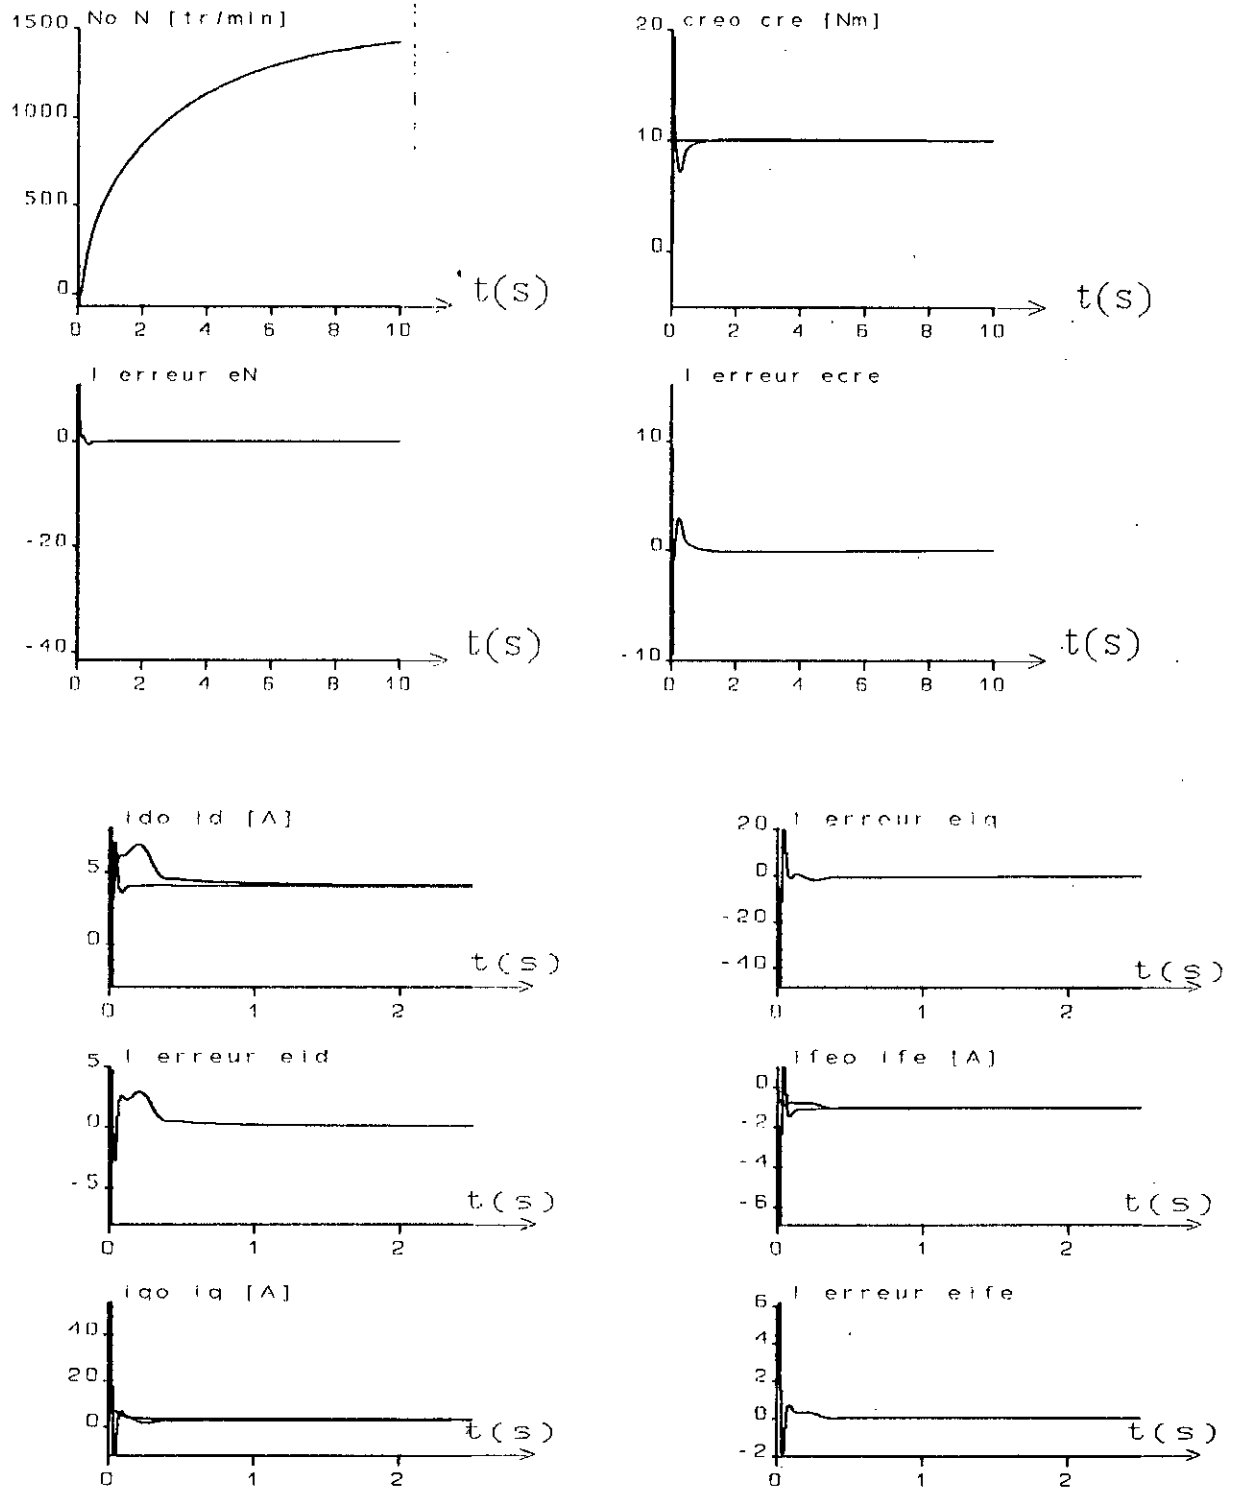 No N [tr/min]
1500
1000
500
0
0 2 4 6 8 10
t(s)
creo cre [Nm]
20
10
0
0 2 4 6 8 10
t(s)
l erreur eN
0
-20
-40
0 2 4 6 8 10
t(s)
l erreur ecre
10
0
-10
0 2 4 6 8 10
t(s)
ido id [A]
5
0
0 1 2
t(s)
l erreur eiq
20
0
-20
-40
0 1 2
t(s)
l erreur eid
5
0
-5
0 1 2
t(s)
ifeo ife [A]
0
-2
-4
-6
0 1 2
t(s)
iqo iq [A]
40
20
0
0 1 2
t(s)
l erreur eife
6
4
2
0
-2
0 1 2
t(s)